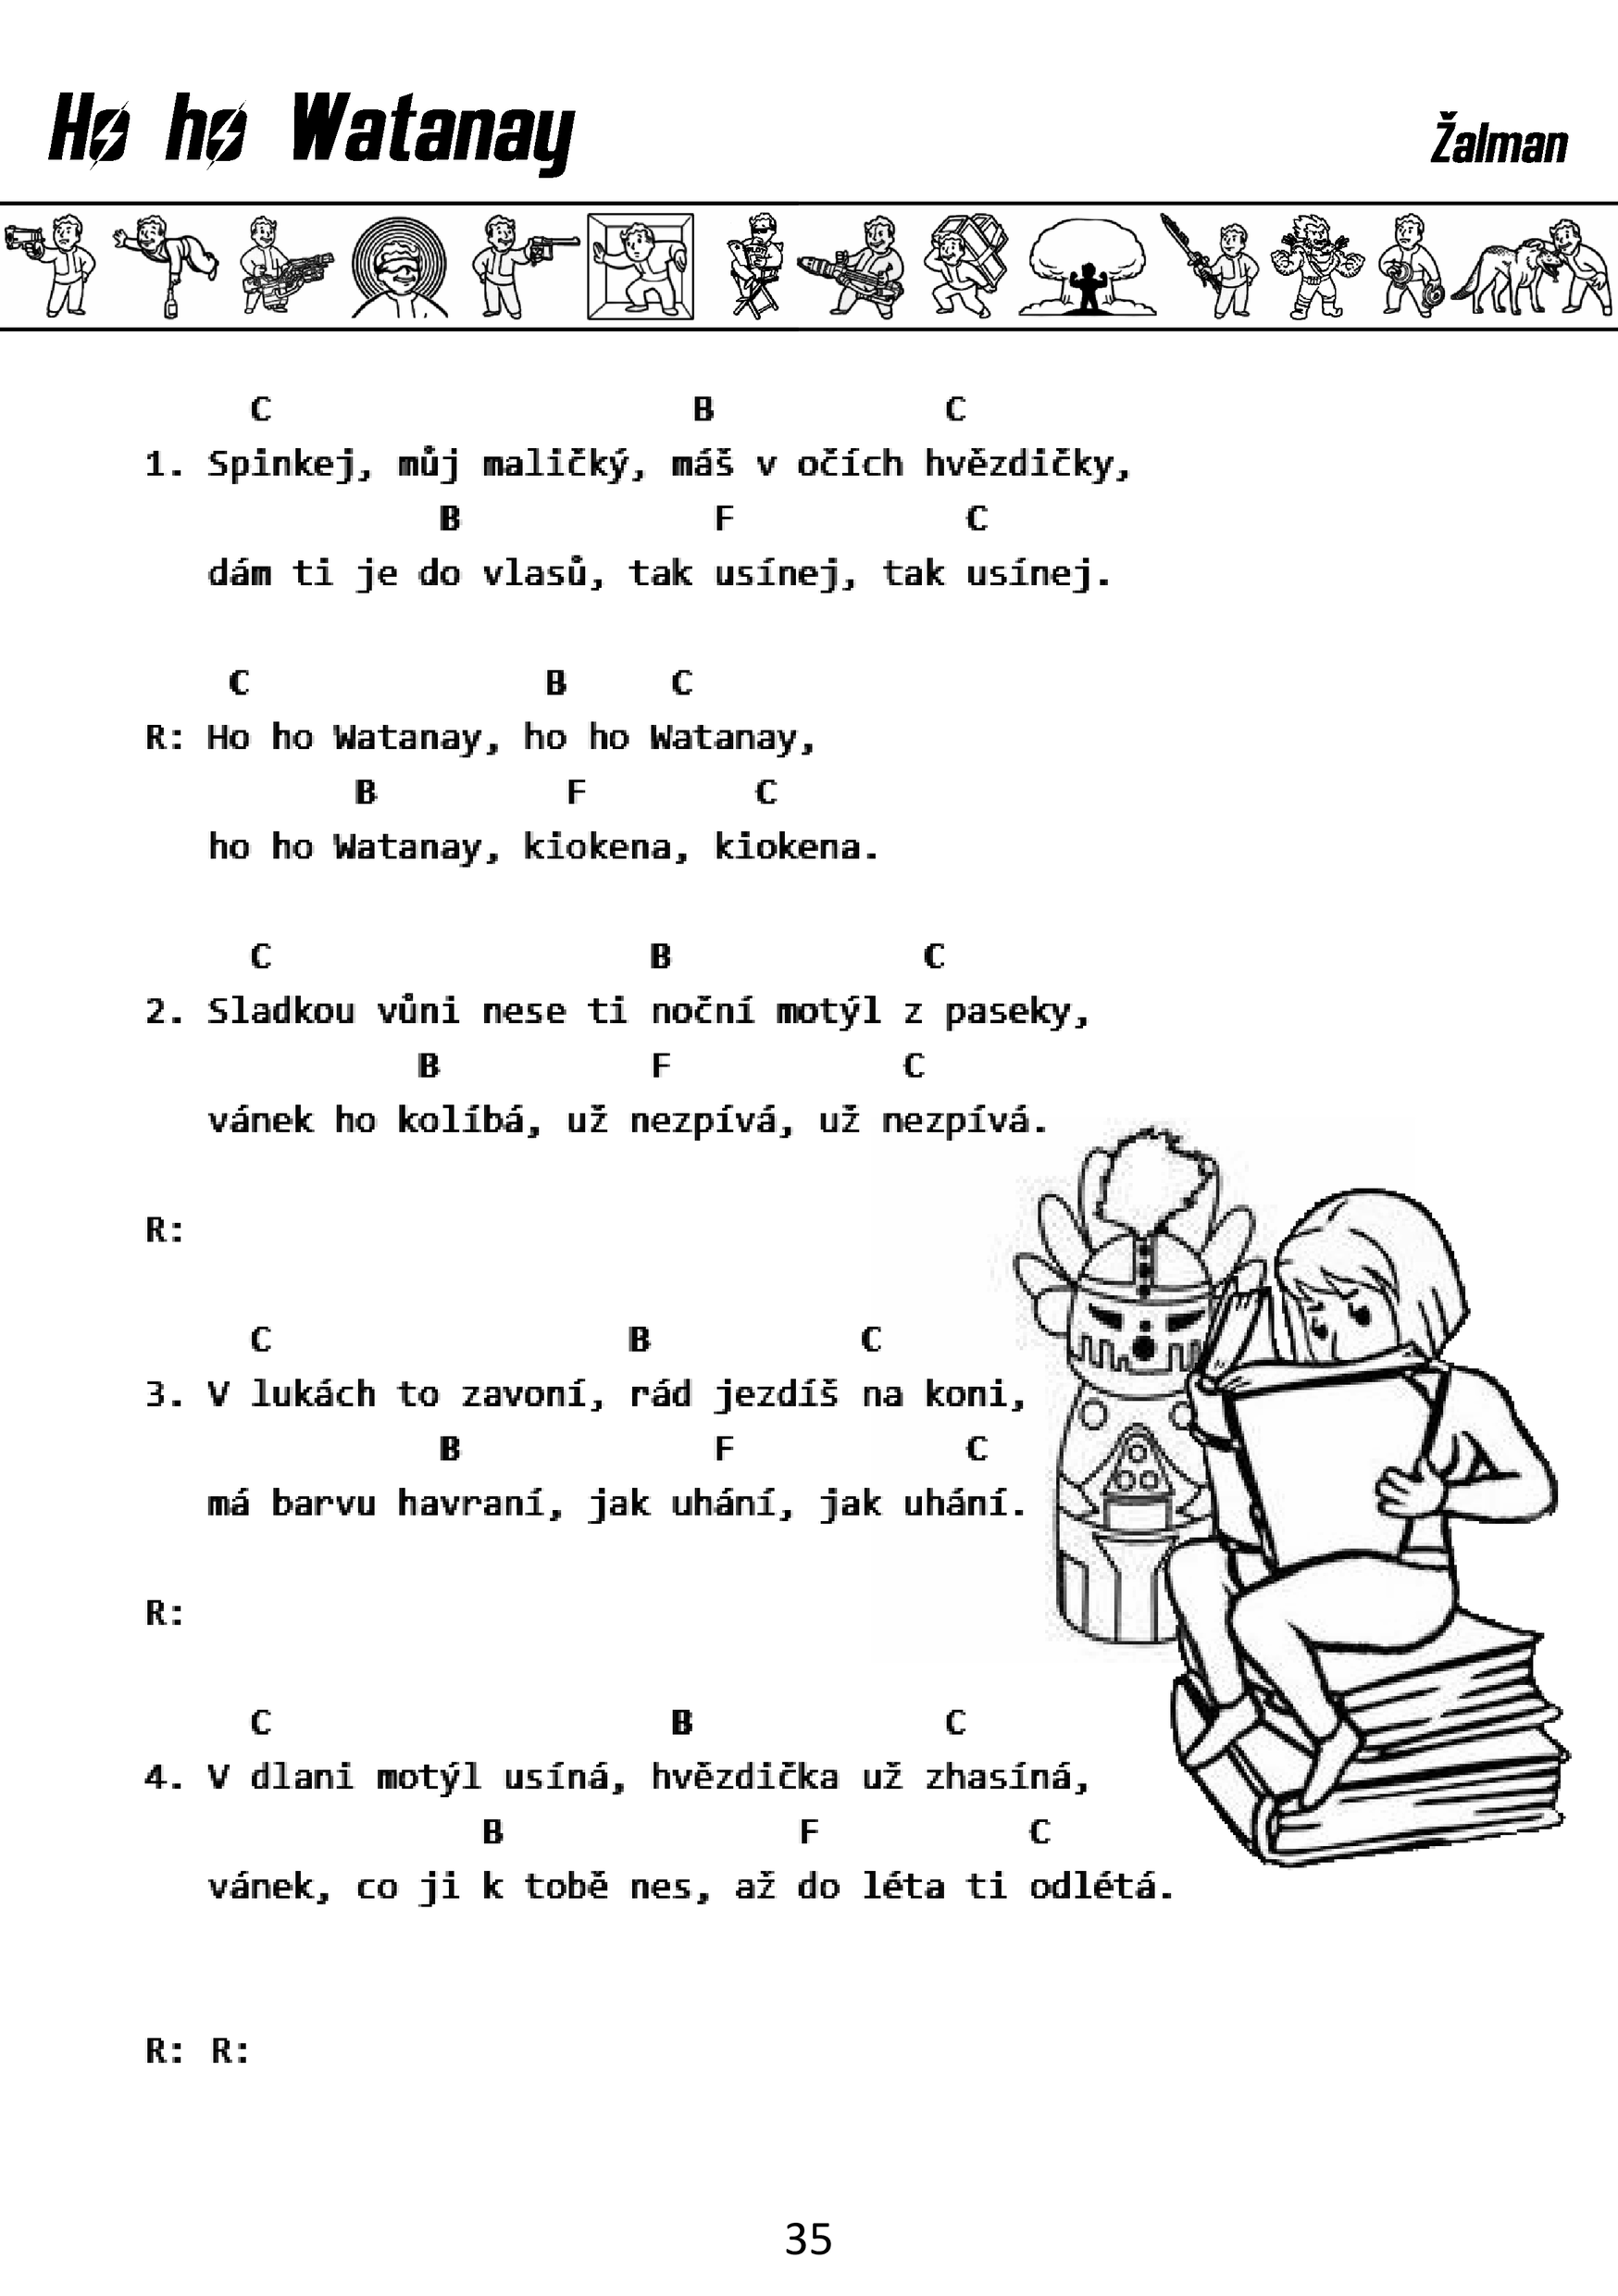 Ho ho Watanay
Žalman
C B C
1. Spinkej, můj maličký, máš v očích hvězdičky,
B F C
dám ti je do vlasů, tak usínej, tak usínej.
C B C
R: Ho ho Watanay, ho ho Watanay,
B F C
ho ho Watanay, kiokena, kiokena.
C B C
2. Sladkou vůni nese ti noční motýl z paseky,
B F C
vánek ho kolíbá, už nezpívá, už nezpívá.
R:
C B C
3. V lukách to zavoní, rád jezdíš na koni,
B F C
má barvu havraní, jak uhání, jak uhání.
R:
C B C
4. V dlani motýl usíná, hvězdička už zhasíná,
B F C
vánek, co ji k tobě nes, až do léta ti odlétá.
R: R:
35